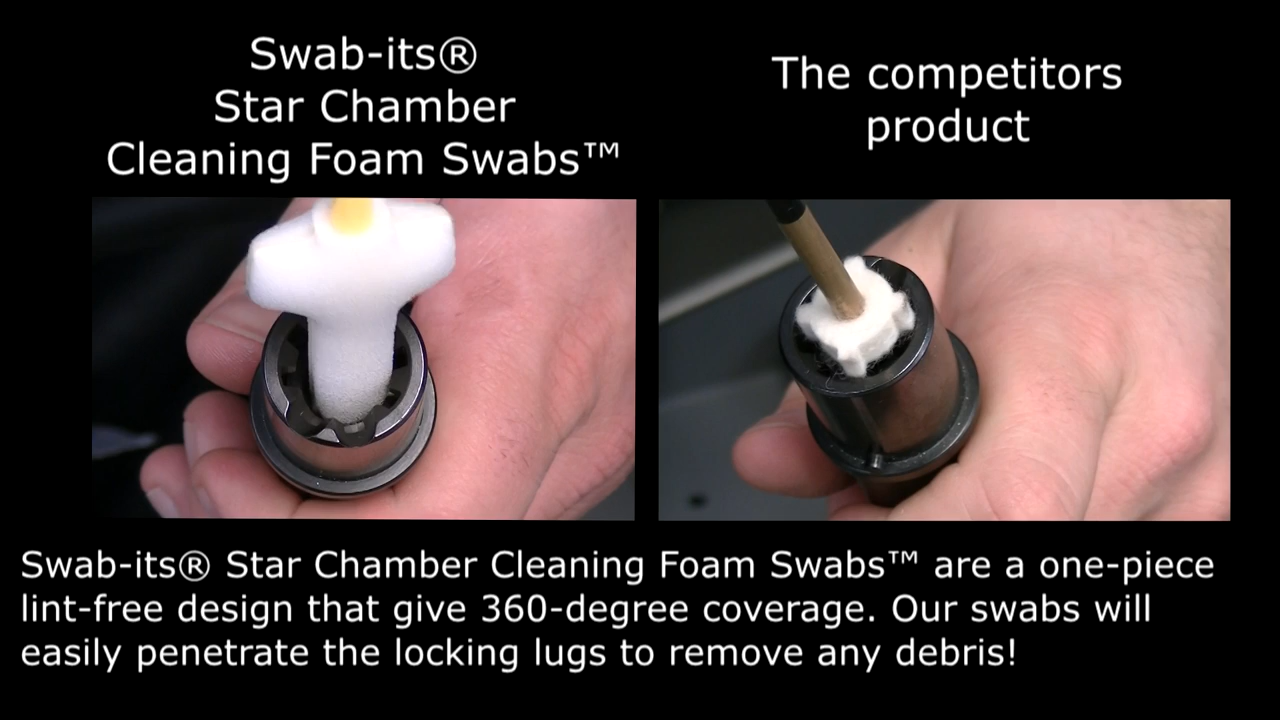 Swab-its®
Star Chamber
Cleaning Foam Swabs™
The competitors
product
Swab-its® Star Chamber Cleaning Foam Swabs™ are a one-piece
lint-free design that give 360-degree coverage. Our swabs will
easily penetrate the locking lugs to remove any debris!